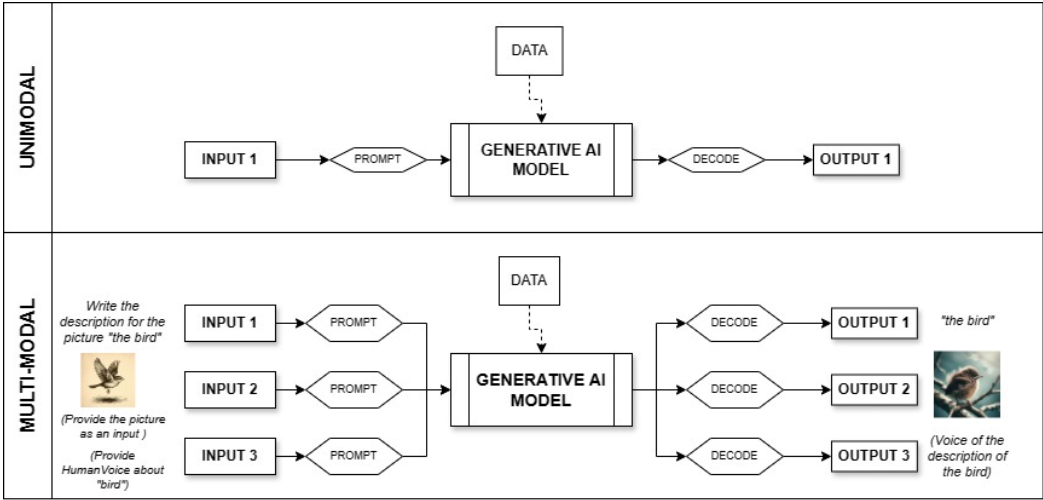 UNIMODAL
DATA
INPUT 1
PROMPT
GENERATIVE AI
MODEL
DECODE
OUTPUT 1
MULTI-MODAL
DATA
Write the
description for the
picture "the bird"
(Provide the picture
as an input )
(Provide
HumanVoice about
"bird")
INPUT 1
PROMPT
INPUT 2
PROMPT
INPUT 3
PROMPT
GENERATIVE AI
MODEL
DECODE
OUTPUT 1
"the bird"
DECODE
OUTPUT 2
DECODE
OUTPUT 3
(Voice of the
description of
the bird)